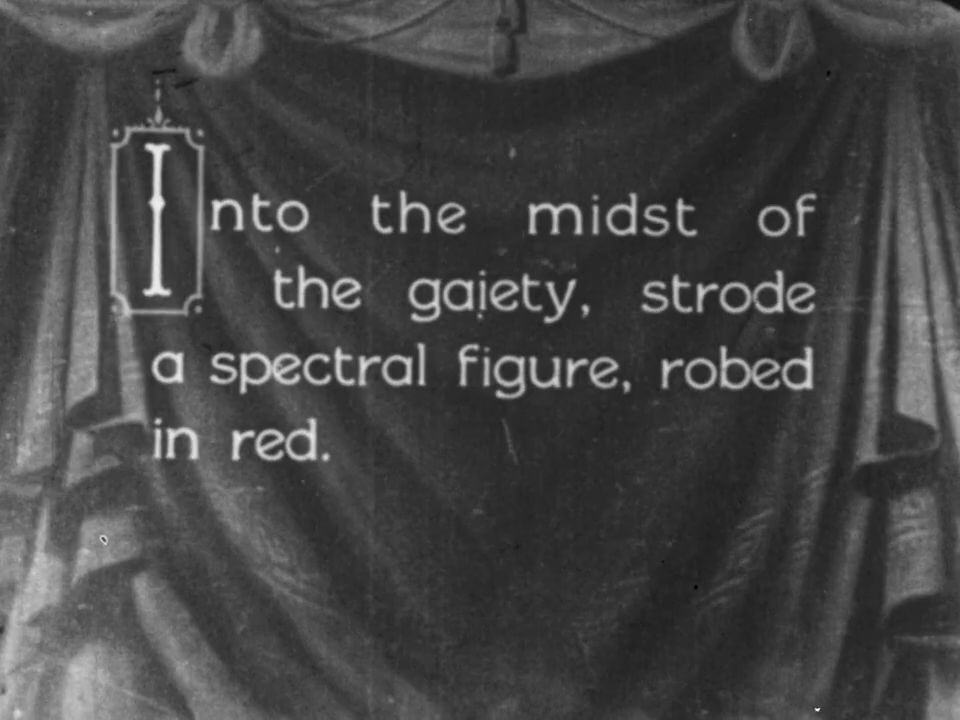 Into the midst of
the gaiety, strode
a spectral figure, robed
in red.